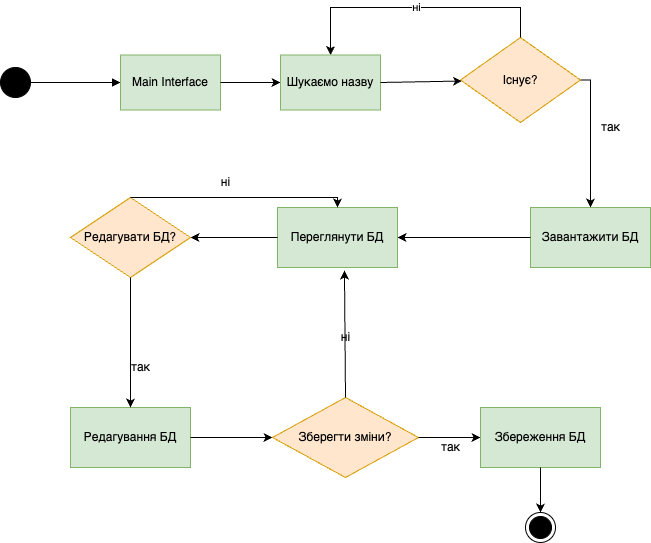 ні
Main Interface
Шукаємо назву
Існує?
так
ні
Редагувати БД?
Переглянути БД
Завантажити БД
ні
так
Редагування БД
Зберегти зміни?
так
Збереження БД